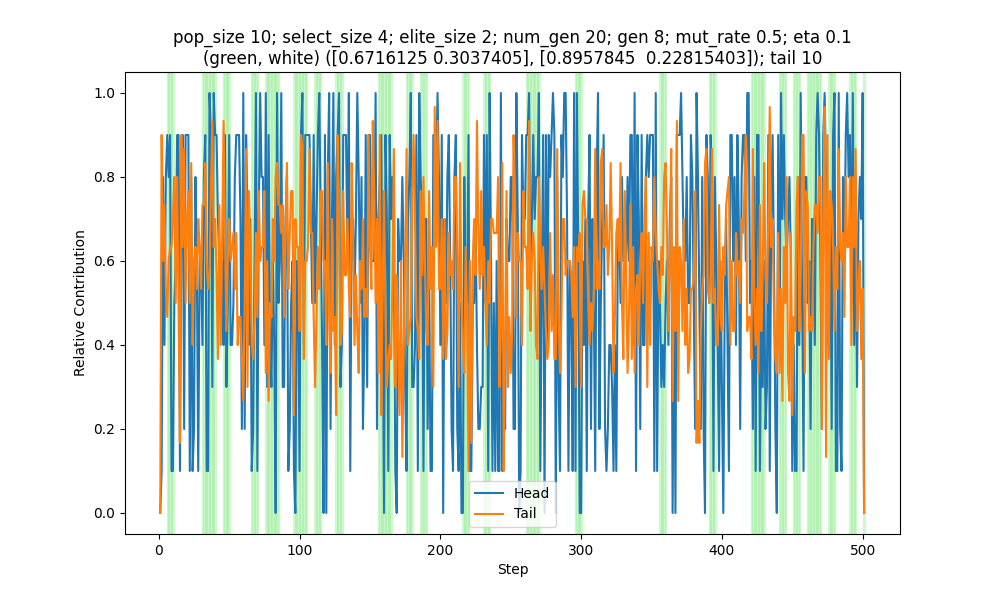 pop_size 10; select_size 4; elite_size 2; num_gen 20; gen 8; mut_rate 0.5; eta 0.1
(green, white) ([0.6716125 0.3037405], [0.8957845  0.22815403]); tail 10
1.0
0.8
0.6
0.4
0.2
0.0
Relative Contribution
Head
Tail
0
100
200
300
400
500
Step